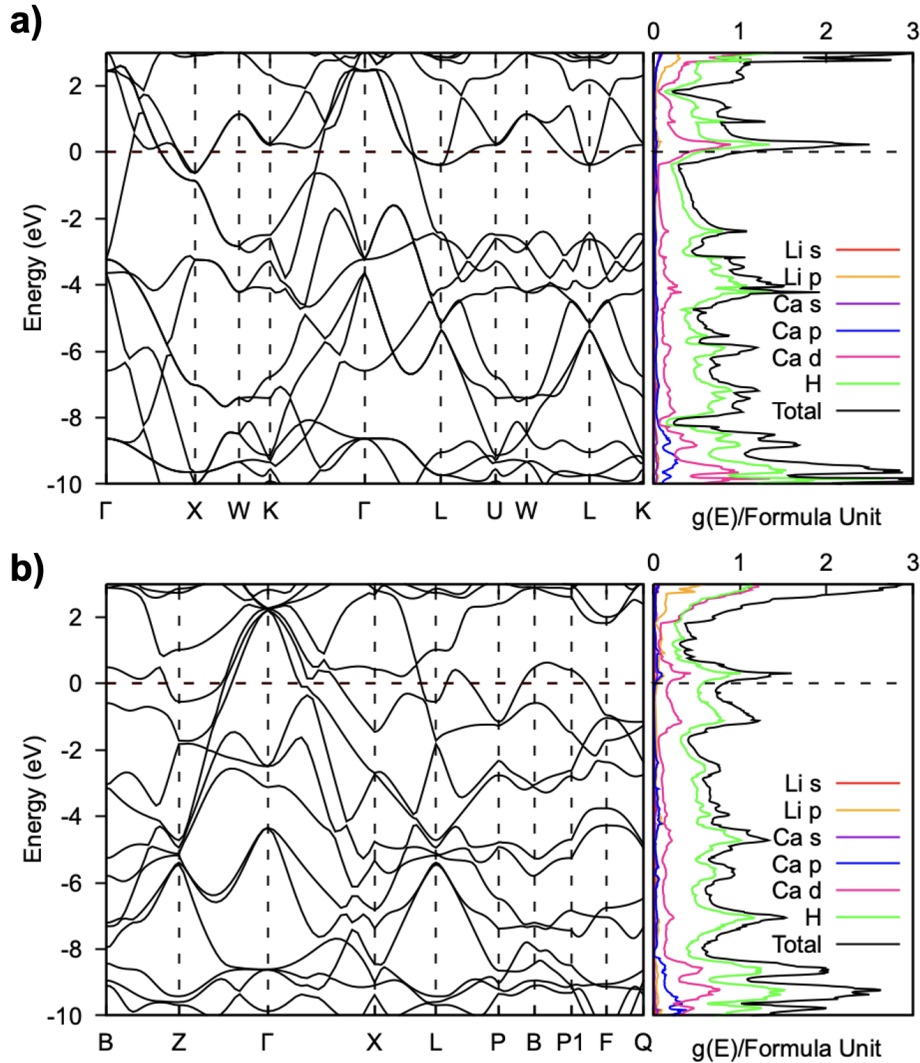 a)
0 1 2 3
2
0
-2
-4
-6
-8
-10
Energy (eV)
Γ X W K Γ L U W L K
Li s
Li p
Ca s
Ca p
Ca d
H
Total
g(E)/Formula Unit
b)
0 1 2 3
2
0
-2
-4
-6
-8
-10
Energy (eV)
B Z Γ X L P B P1 F Q
Li s
Li p
Ca s
Ca p
Ca d
H
Total
g(E)/Formula Unit